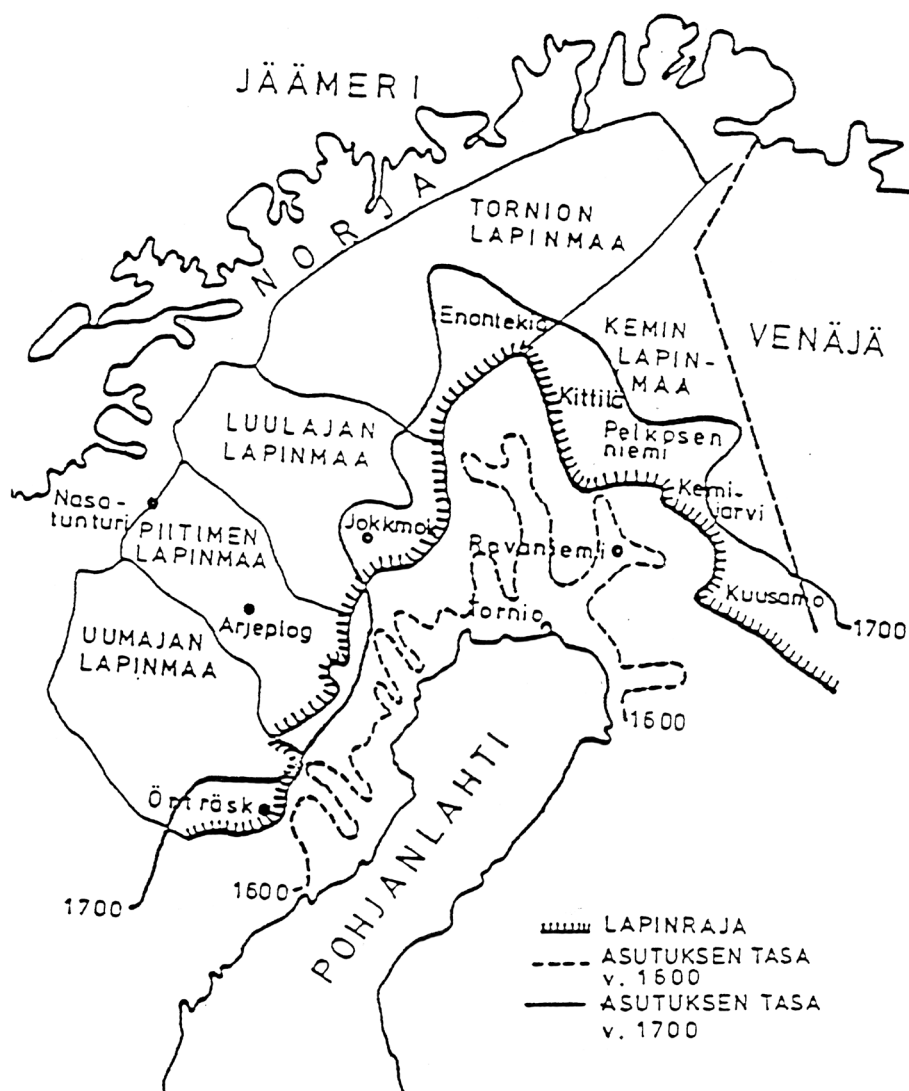 JÄÄMERI
NORJA
TORNION
LAPINMAA
Enontekiö
KEMIN
LAPIN-
MAA
VENÄJÄ
Kittilä
LUULAJAN
LAPINMAA
Pelkosen
niemi
Kemi-
järvi
Nasa-
tunturi
PIITIMEN
LAPINMAA
Jokkmok
Rovaniemi
Kuusamo
Arjeplog
Tornio
1700
UUMAJAN
LAPINMAA
1600
Örträsk
POHJANLAHTI
1600
1700
LAPINRAJA
ASUTUKSEN TASA
v. 1600
ASUTUKSEN TASA
v. 1700